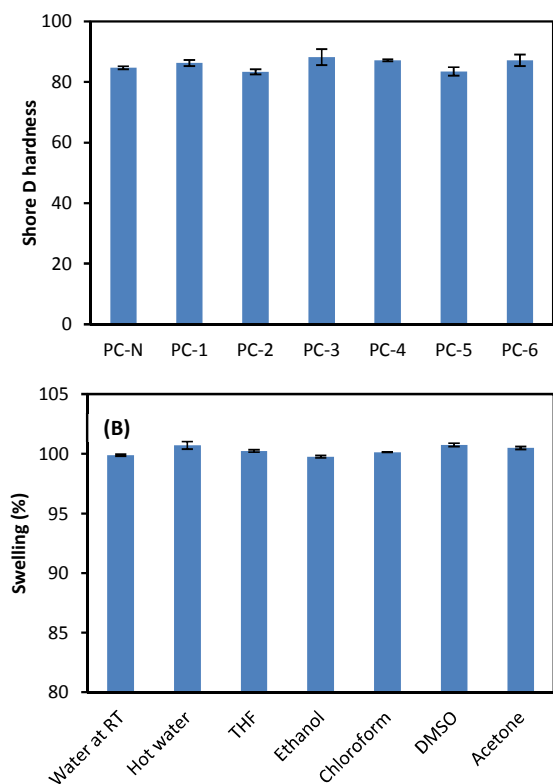 100
80
60
40
20
0
Shore D hardness
PC-N PC-1 PC-2 PC-3 PC-4 PC-5 PC-6
105
100
95
90
85
80
Swelling (%)
(B)
Water at RT
Hot water
THF
Ethanol
Chloroform
DMSO
Acetone